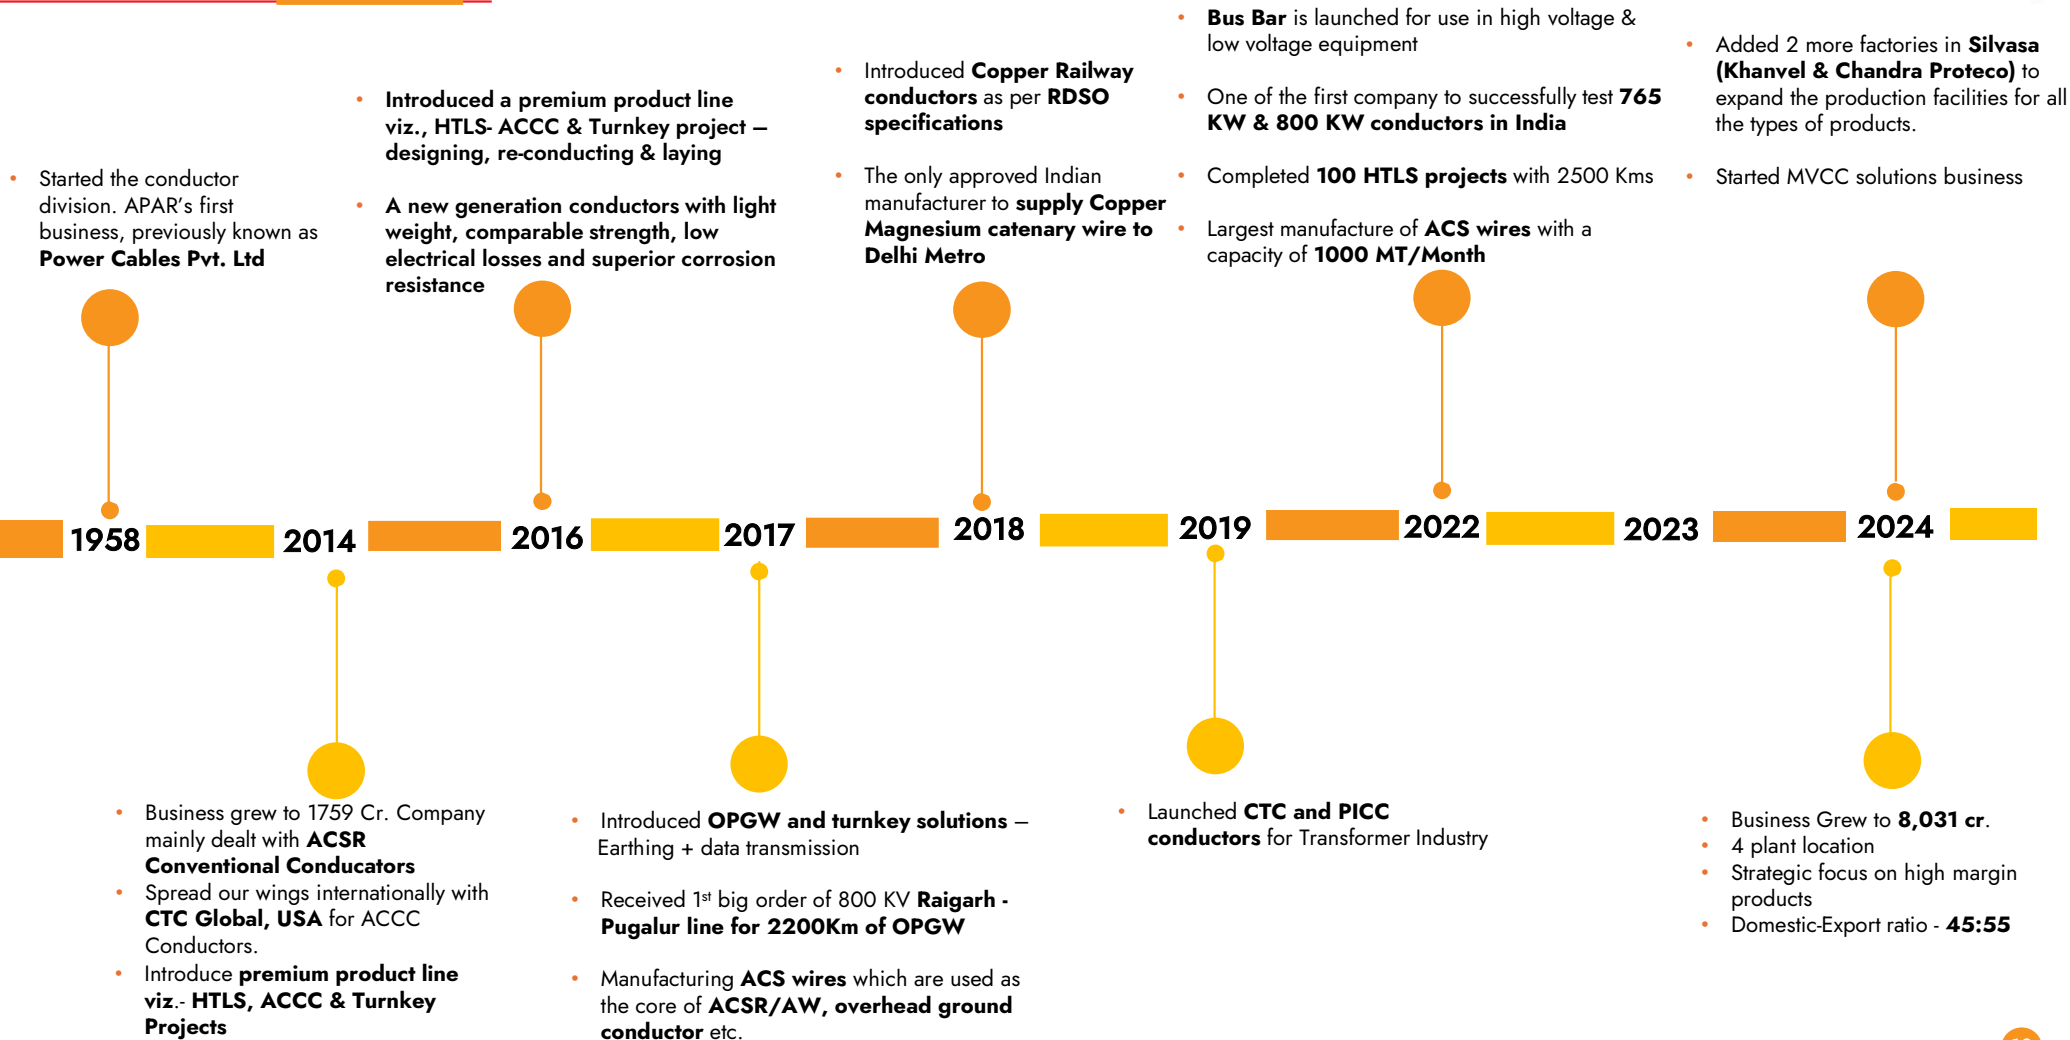 • Started the conductor
division. APAR's first
business, previously known as
Power Cables Pvt. Ltd
• Introduced a premium product line
viz., HTLS- ACCC & Turnkey project –
designing, re-conducting & laying
• A new generation conductors with light
weight, comparable strength, low
electrical losses and superior corrosion
resistance
• Introduced Copper Railway
conductors as per RDSO
specifications
• The only approved Indian
manufacturer to supply Copper
Magnesium catenary wire to
Delhi Metro
• Bus Bar is launched for use in high voltage &
low voltage equipment
• One of the first company to successfully test 765
KW & 800 KW conductors in India
• Completed 100 HTLS projects with 2500 Kms
• Largest manufacture of ACS wires with a
capacity of 1000 MT/Month
• Added 2 more factories in Silvasa
(Khanvel & Chandra Proteco) to
expand the production facilities for all
the types of products.
• Started MVCC solutions business
1958 2014 2016 2017 2018 2019 2022 2023 2024
• Business grew to 1759 Cr. Company
mainly dealt with ACSR
Conventional Conducators
• Spread our wings internationally with
CTC Global, USA for ACCC
Conductors.
• Introduce premium product line
viz.- HTLS, ACCC & Turnkey
Projects
• Introduced OPGW and turnkey solutions –
Earthing + data transmission
• Received 1st big order of 800 KV Raigarh -
Pugalur line for 2200Km of OPGW
• Manufacturing ACS wires which are used as
the core of ACSR/AW, overhead ground
conductor etc.
• Launched CTC and PICC
conductors for Transformer Industry
• Business Grew to 8,031 cr.
• 4 plant location
• Strategic focus on high margin
products
• Domestic-Export ratio - 45:55